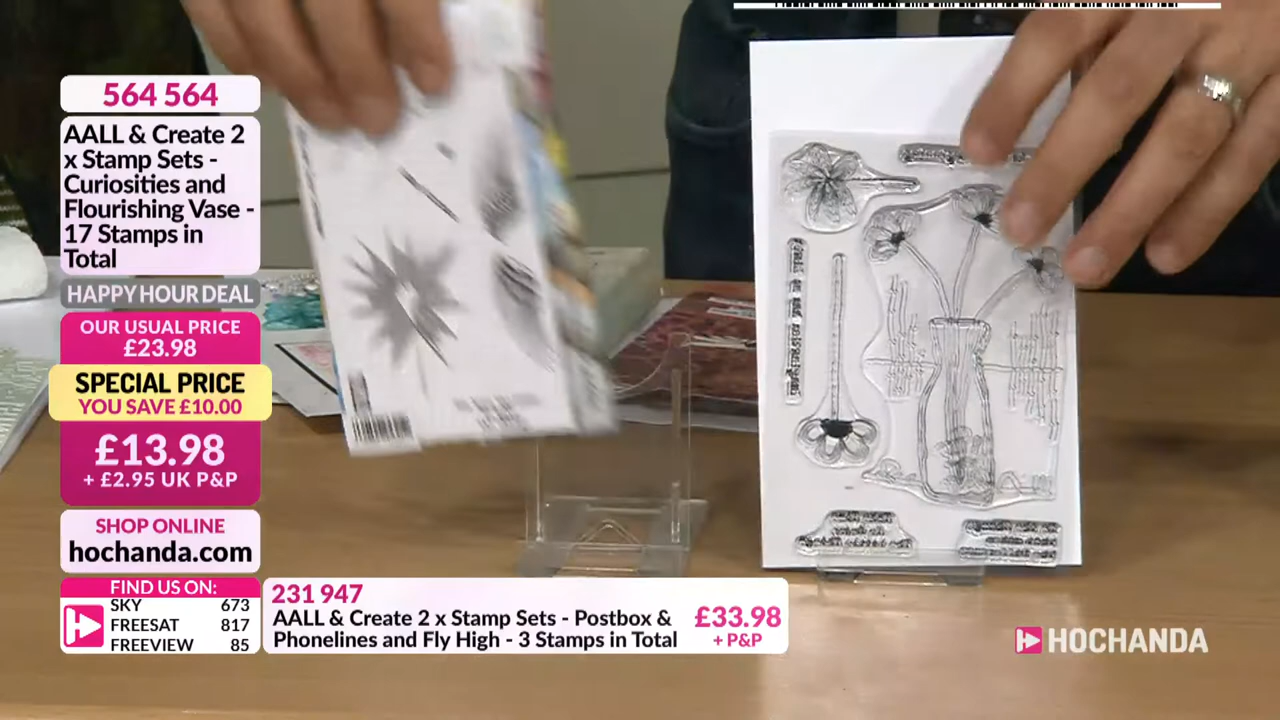 564 564
AALL & Create 2
x Stamp Sets -
Curiosities and
Flourishing Vase -
17 Stamps in
Total
HAPPY HOUR DEAL
OUR USUAL PRICE
£23.98
SPECIAL PRICE
YOU SAVE £10.00
£13.98
+ £2.95 UK P&P
SHOP ONLINE
hochanda.com
FIND US ON:
SKY 673
FREESAT 817
FREEVIEW 85
231 947
AALL & Create 2 x Stamp Sets - Postbox &
Phonelines and Fly High - 3 Stamps in Total
£33.98
+ P&P
HOCHANDA